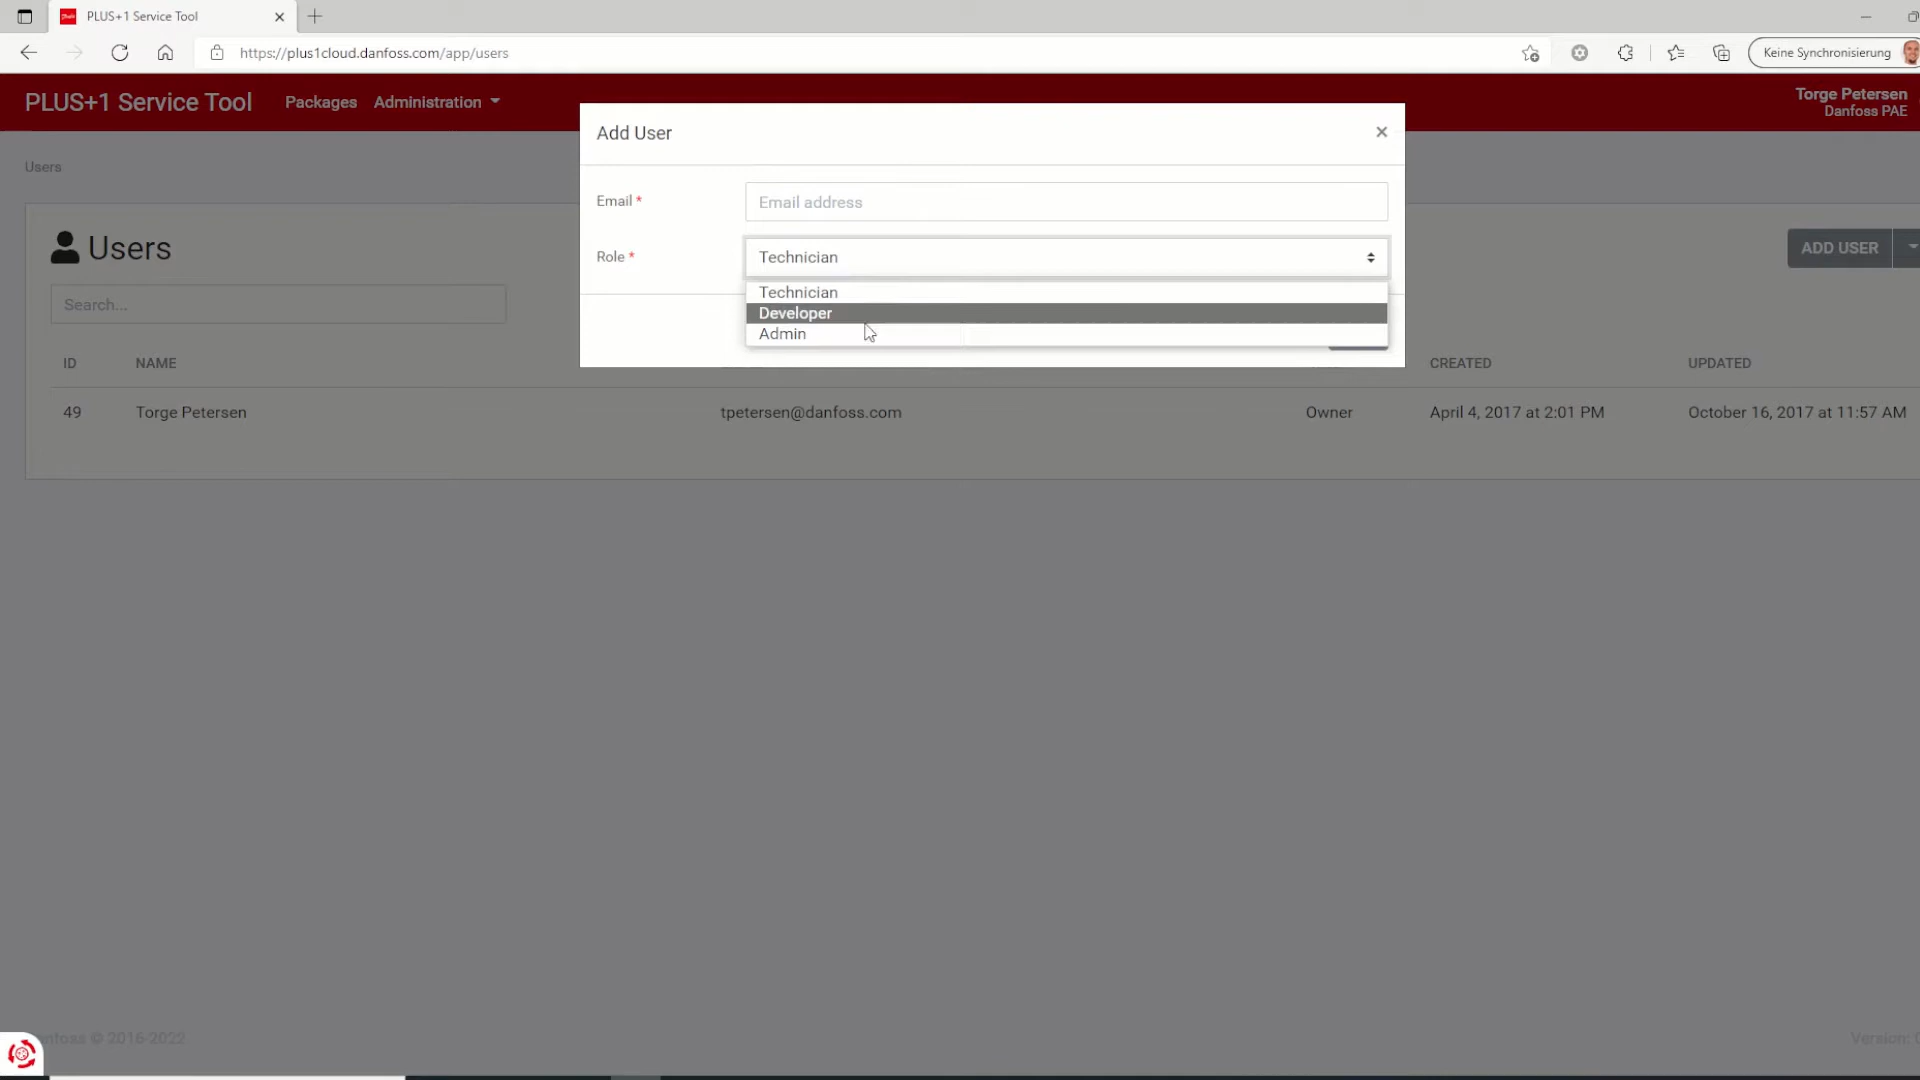 PLUS+1 Service Tool
https://plus1cloud.danfoss.com/app/users
Keine Synchronisierung
PLUS+1 Service Tool
Packages
Administration
Torge Petersen
Danfoss PAE
Add User
Users
Email *
Email address
Users
ADD USER
Role *
Technician
Technician
Developer
Admin
Search...
ID
NAME
CREATED
UPDATED
49
Torge Petersen
tpetersen@danfoss.com
Owner
April 4, 2017 at 2:01 PM
October 16, 2017 at 11:57 AM
© 2016-2022
Version: